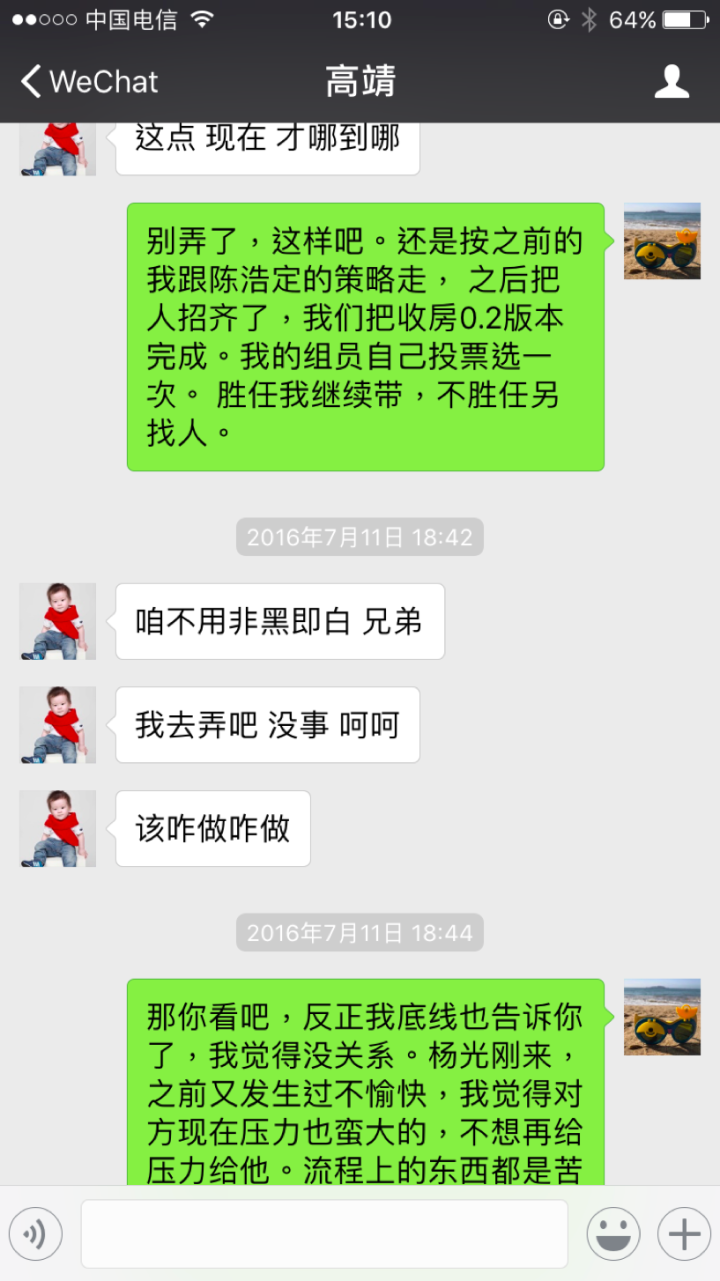 中国电信 15:10 64%
WeChat 高靖
这点 现在 才哪到哪
别弄了，这样吧。还是按之前的
我跟陈浩定的策略走， 之后把
人招齐了，我们把收房0.2版本
完成。我的组员自己投票选一
次。 胜任我继续带，不胜任另
找人。
2016年7月11日 18:42
咱不用非黑即白 兄弟
我去弄吧 没事 呵呵
该咋做咋做
2016年7月11日 18:44
那你看吧，反正我底线也告诉你
了，我觉得没关系。杨光刚来，
之前又发生过不愉快，我觉得对
方现在压力也蛮大的，不想再给
压力给他。流程上的东西都是苦